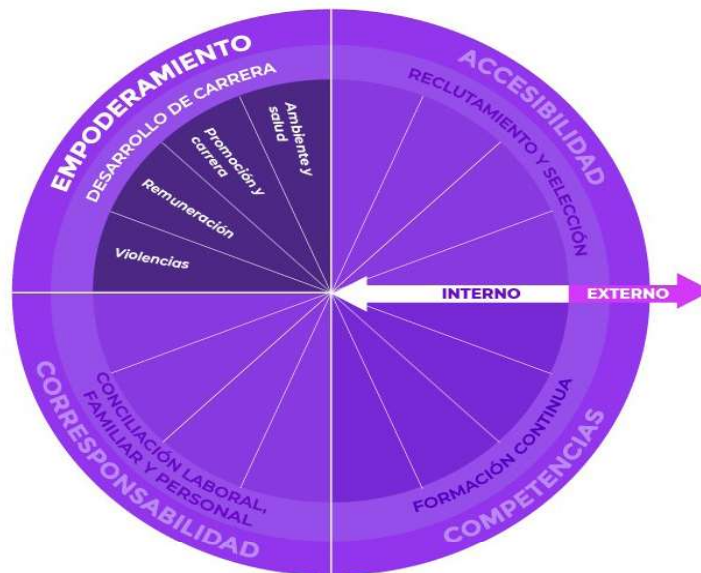 EMPODERAMIENTO
DESARROLLO DE CARRERA
Violencias
Remuneración
promoción y
carrera
Ambiente y
salud
ACCESIBILIDAD
RECLUTAMIENTO Y SELECCIÓN
INTERNO
EXTERNO
CORRESPONSABILIDAD
CONCILIACIÓN LABORAL,
FAMILIAR Y PERSONAL
FORMACIÓN CONTINUA
COMPETENCIAS